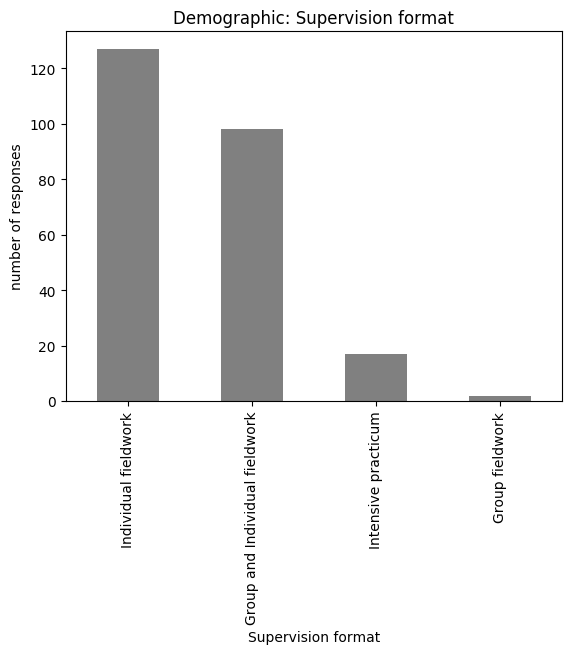 Demographic: Supervision format
number of responses
120
100
80
60
40
20
0
Individual fieldwork
Group and Individual fieldwork
Intensive practicum
Group fieldwork
Supervision format